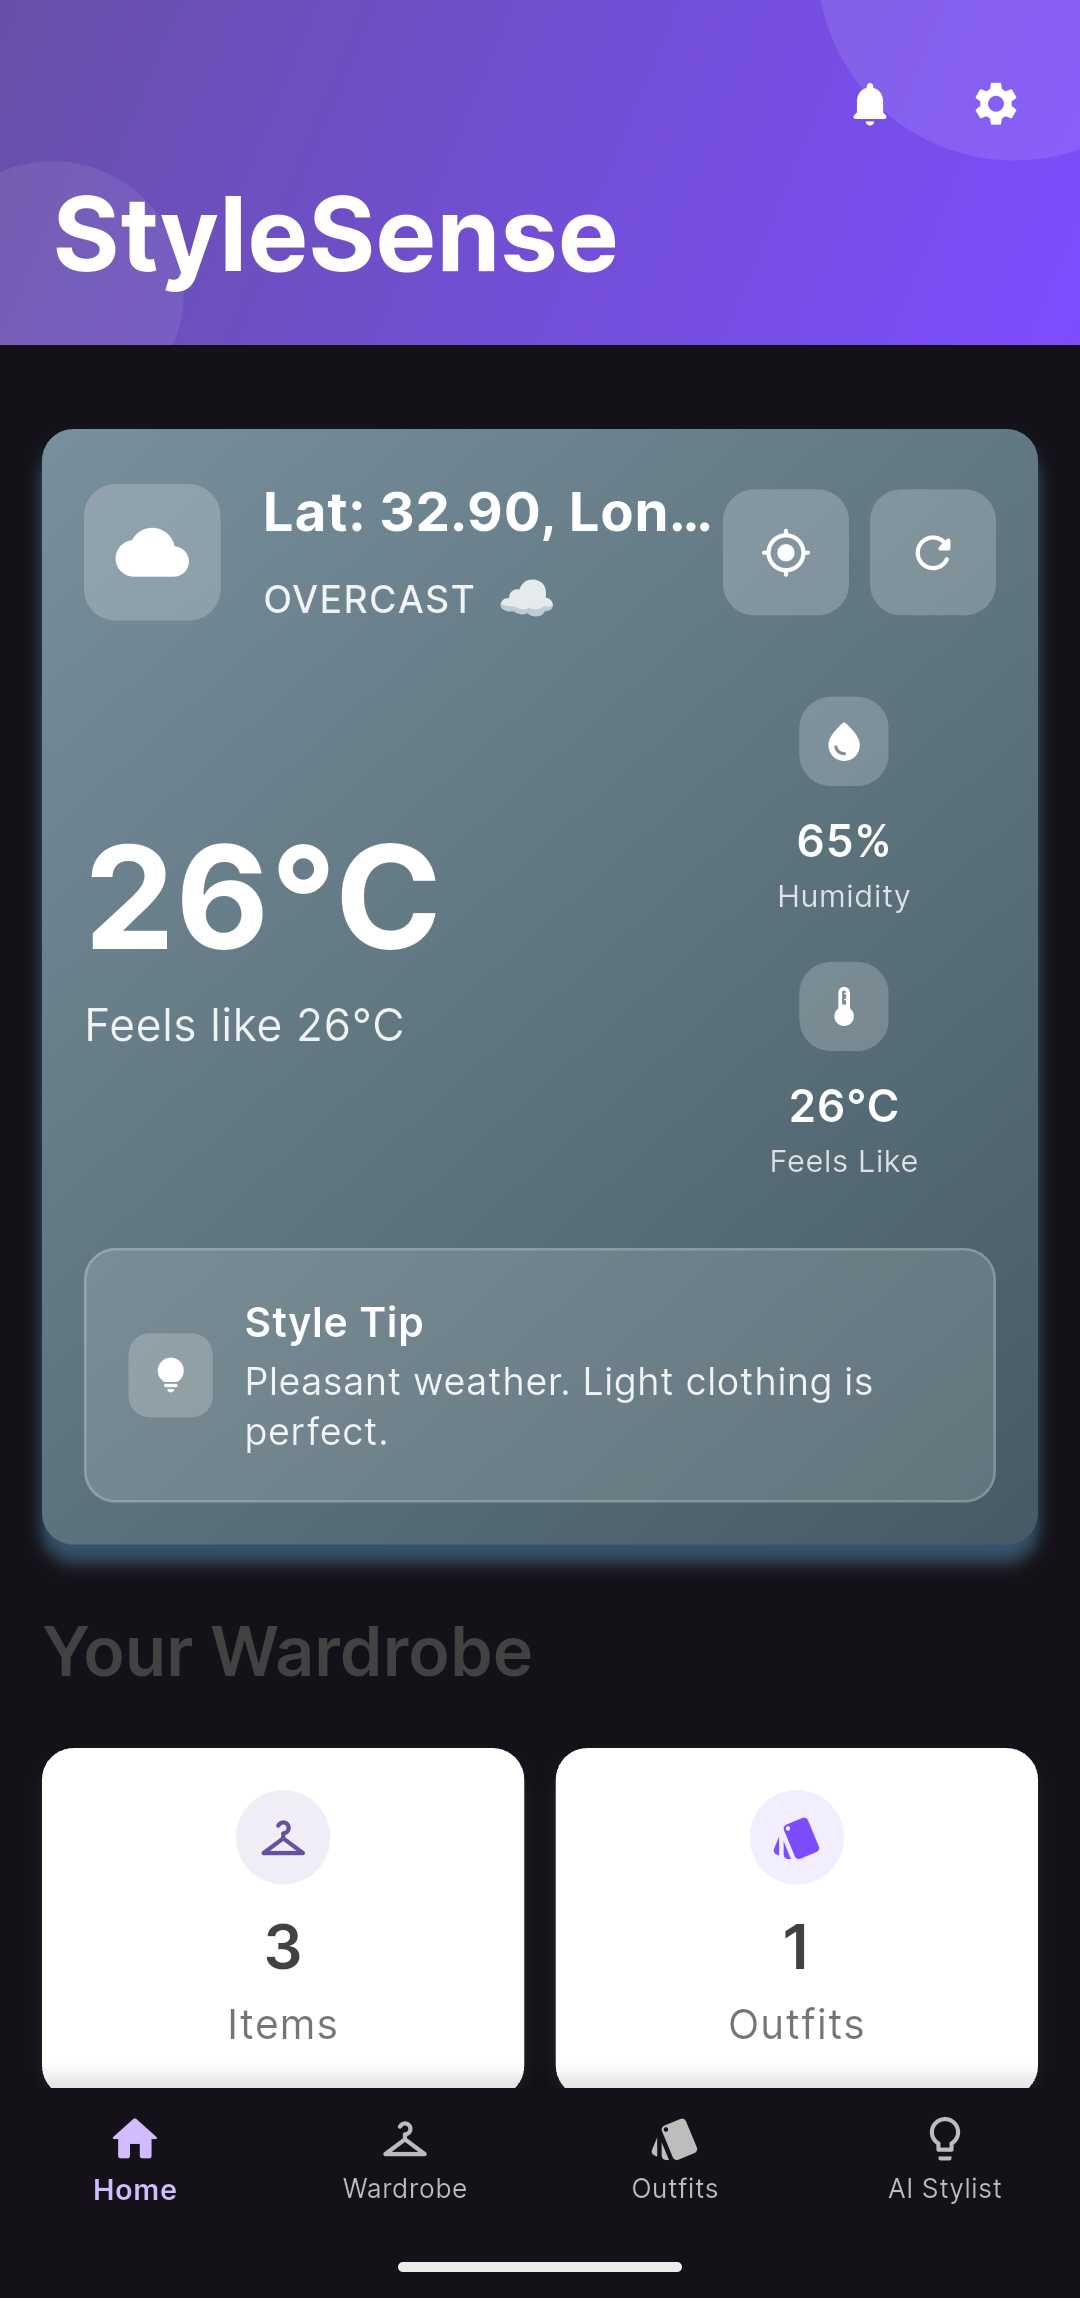 StyleSense
Lat: 32.90, Lon...
OVERCAST ☁️
65%
Humidity
26°C
Feels like 26°C
26°C
Feels Like
Style Tip
Pleasant weather. Light clothing is
perfect.
Your Wardrobe
3
Items
1
Outfits
Home
Wardrobe
Outfits
AI Stylist